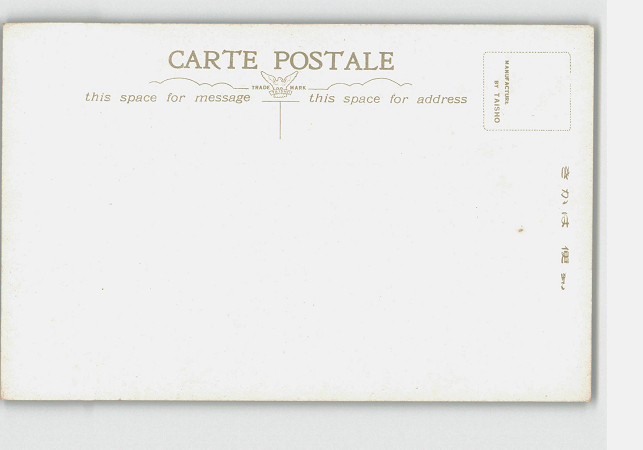 CARTE POSTALE
TRADE MARK
this space for message
this space for address
MANUFACTURE
BY TAISHO
きかは便郵